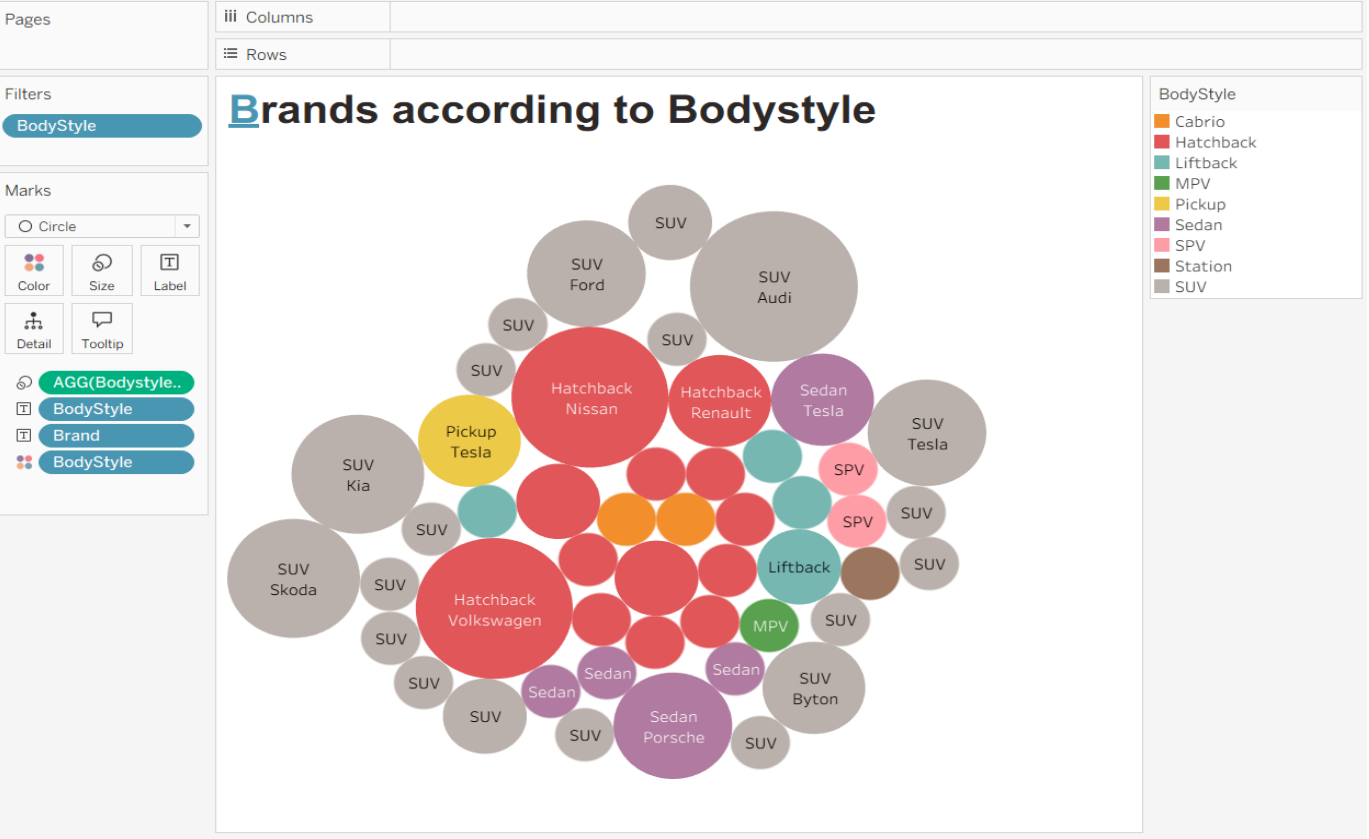 Pages
Columns
Rows
Filters
BodyStyle
Marks
Circle
Color
Size
Label
Detail
Tooltip
AGG(Bodystyle..
BodyStyle
Brand
BodyStyle
Brands according to Bodystyle
SUV
SUV
Ford
SUV
Audi
SUV
SUV
SUV
Hatchback
Nissan
Hatchback
Renault
Sedan
Tesla
SUV
Tesla
Pickup
Tesla
SUV
Kia
SPV
SUV
SPV
SUV
SUV
Skoda
SUV
Liftback
SUV
Hatchback
Volkswagen
SUV
MPV
SUV
SUV
Sedan
Sedan
Sedan
SUV
Byton
SUV
Sedan
Porsche
SUV
SUV
BodyStyle
Cabrio
Hatchback
Liftback
MPV
Pickup
Sedan
SPV
Station
SUV